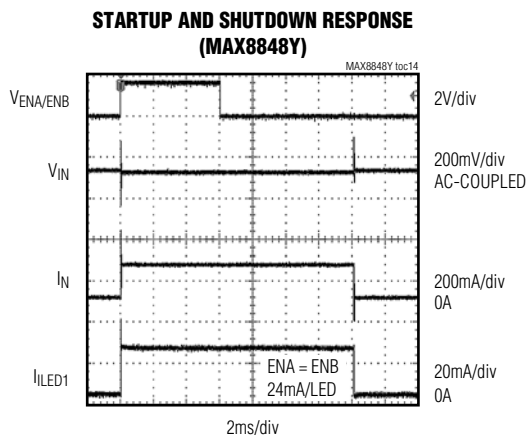 STARTUP AND SHUTDOWN RESPONSE
(MAX8848Y)
MAX8848Y toc14
VENA/ENB
2V/div
VIN
200mV/div
AC-COUPLED
IN
200mA/div
0A
IILED1
ENA = ENB
24mA/LED
20mA/div
0A
2ms/div